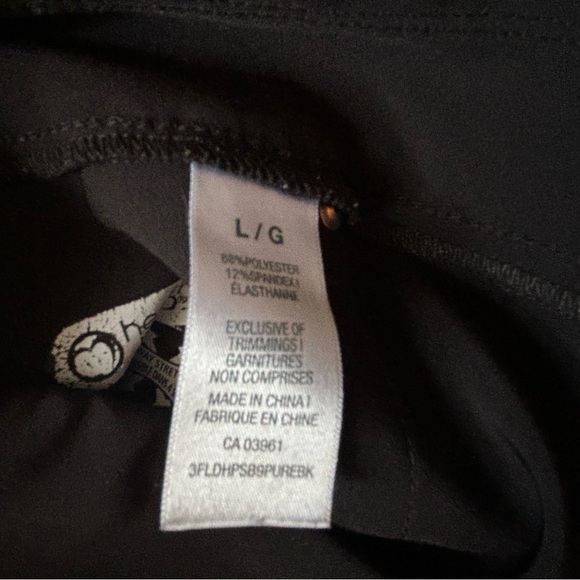 L / G
88%POLYESTER
12%SPANDEX /
ÉLASTHANNE
EXCLUSIVE OF
TRIMMINGS /
GARNITURES
NON COMPRISES
MADE IN CHINA /
FABRIQUE EN CHINE
CA 03961
3FLDHPSB9PUREBK